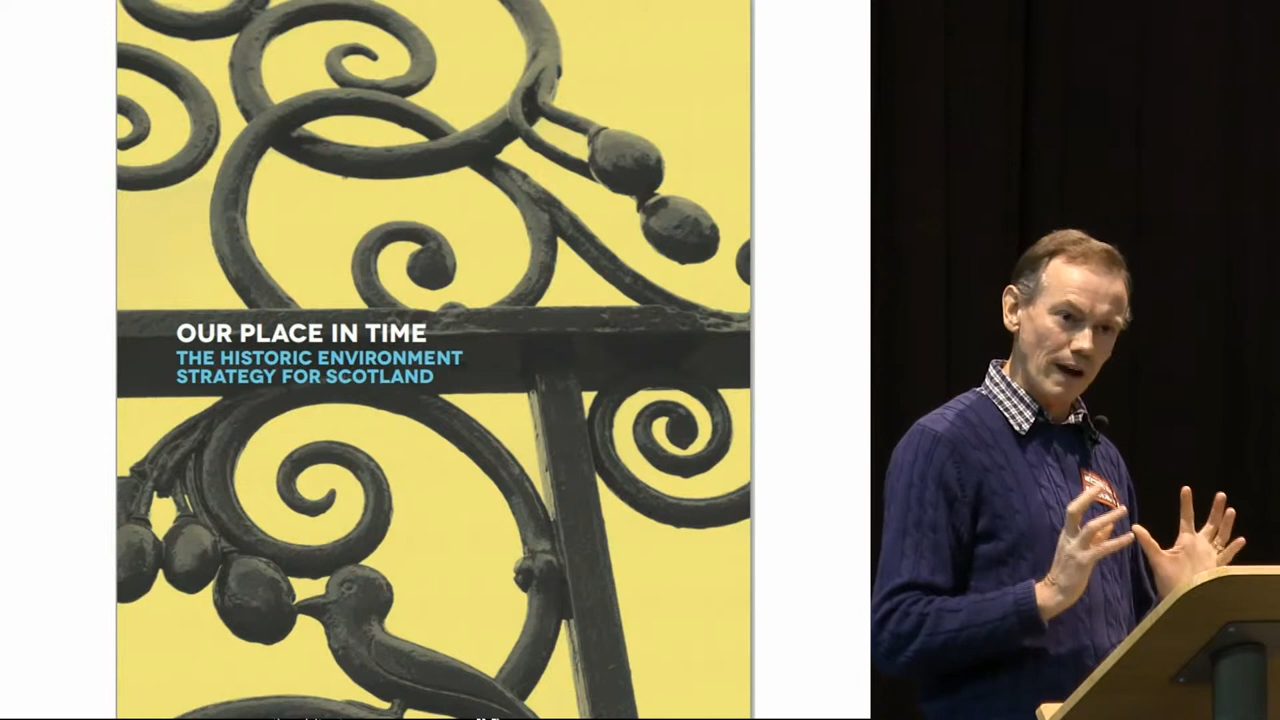 OUR PLACE IN TIME
THE HISTORIC ENVIRONMENT
STRATEGY FOR SCOTLAND